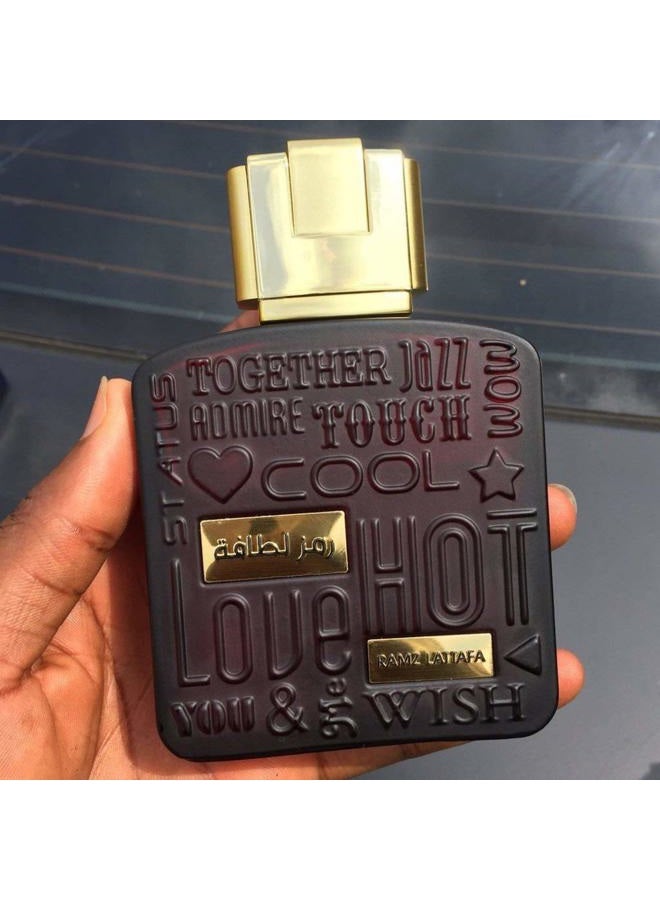 STATUS
TOGETHER JAZZ
WOW
ADMIRE TOUCH
COOL
رمز لطافة
Love HOT
RAMZ LATTAFA
YOU & Me WISH